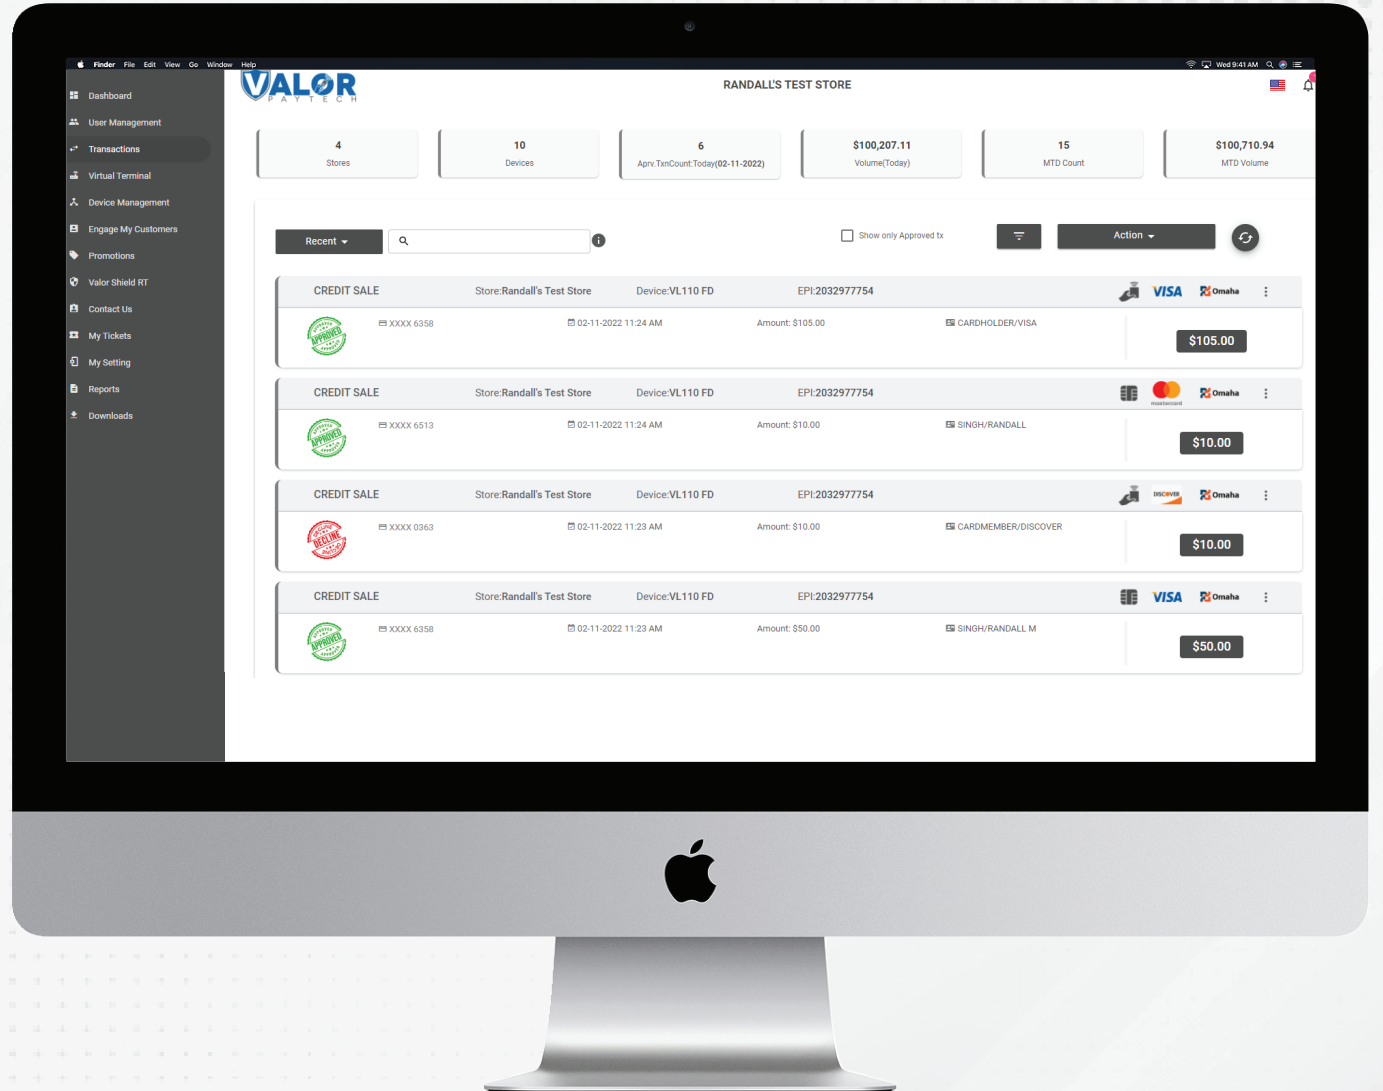 Finder File Edit View Go Window Help
Wed 9:41 AM
Dashboard
User Management
Transactions
Virtual Terminal
Device Management
Engage My Customers
Promotions
Valor Shield RT
Contact Us
My Tickets
My Setting
Reports
Downloads
VALOR
PAYTECH
RANDALL'S TEST STORE
4
Stores
10
Devices
6
Aprv.TxnCount:Today(02-11-2022)
$100,207.11
Volume(Today)
15
MTD Count
$100,710.94
MTD Volume
Recent
Show only Approved tx
Action
CREDIT SALE Store:Randall's Test Store Device:VL110 FD EPI:2032977754 VISA Omaha
APPROVED XXXX 6358 02-11-2022 11:24 AM Amount: $105.00 CARDHOLDER/VISA
$105.00
CREDIT SALE Store:Randall's Test Store Device:VL110 FD EPI:2032977754 mastercard Omaha
APPROVED XXXX 6513 02-11-2022 11:24 AM Amount: $10.00 SINGH/RANDALL
$10.00
CREDIT SALE Store:Randall's Test Store Device:VL110 FD EPI:2032977754 DISCOVER Omaha
DECLINE XXXX 0363 02-11-2022 11:23 AM Amount: $10.00 CARDMEMBER/DISCOVER
$10.00
CREDIT SALE Store:Randall's Test Store Device:VL110 FD EPI:2032977754 VISA Omaha
APPROVED XXXX 6358 02-11-2022 11:23 AM Amount: $50.00 SINGH/RANDALL M
$50.00